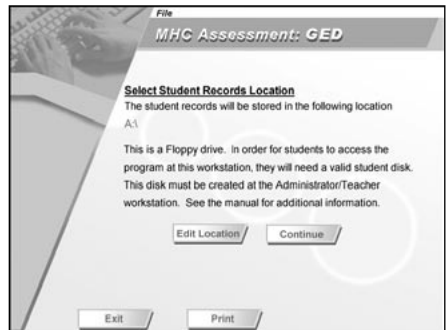 File
MHC Assessment: GED
Select Student Records Location
The student records will be stored in the following location
A:\
This is a Floppy drive. In order for students to access the
program at this workstation, they will need a valid student disk.
This disk must be created at the Administrator/Teacher
workstation. See the manual for additional information.
Edit Location Continue
Exit Print